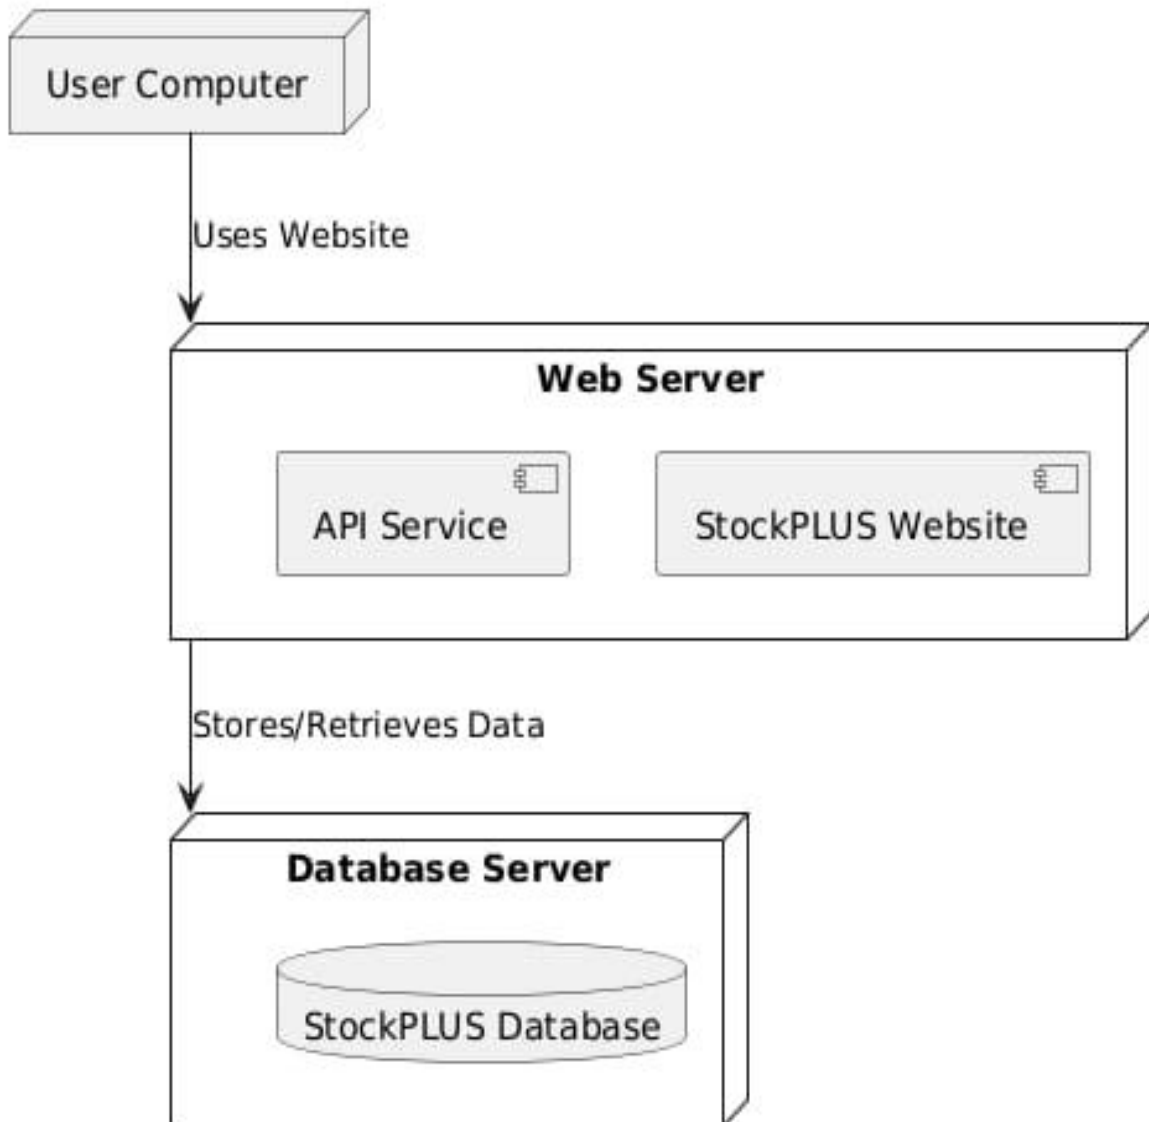 User Computer
Uses Website
Web Server
API Service
StockPLUS Website
Stores/Retrieves Data
Database Server
StockPLUS Database